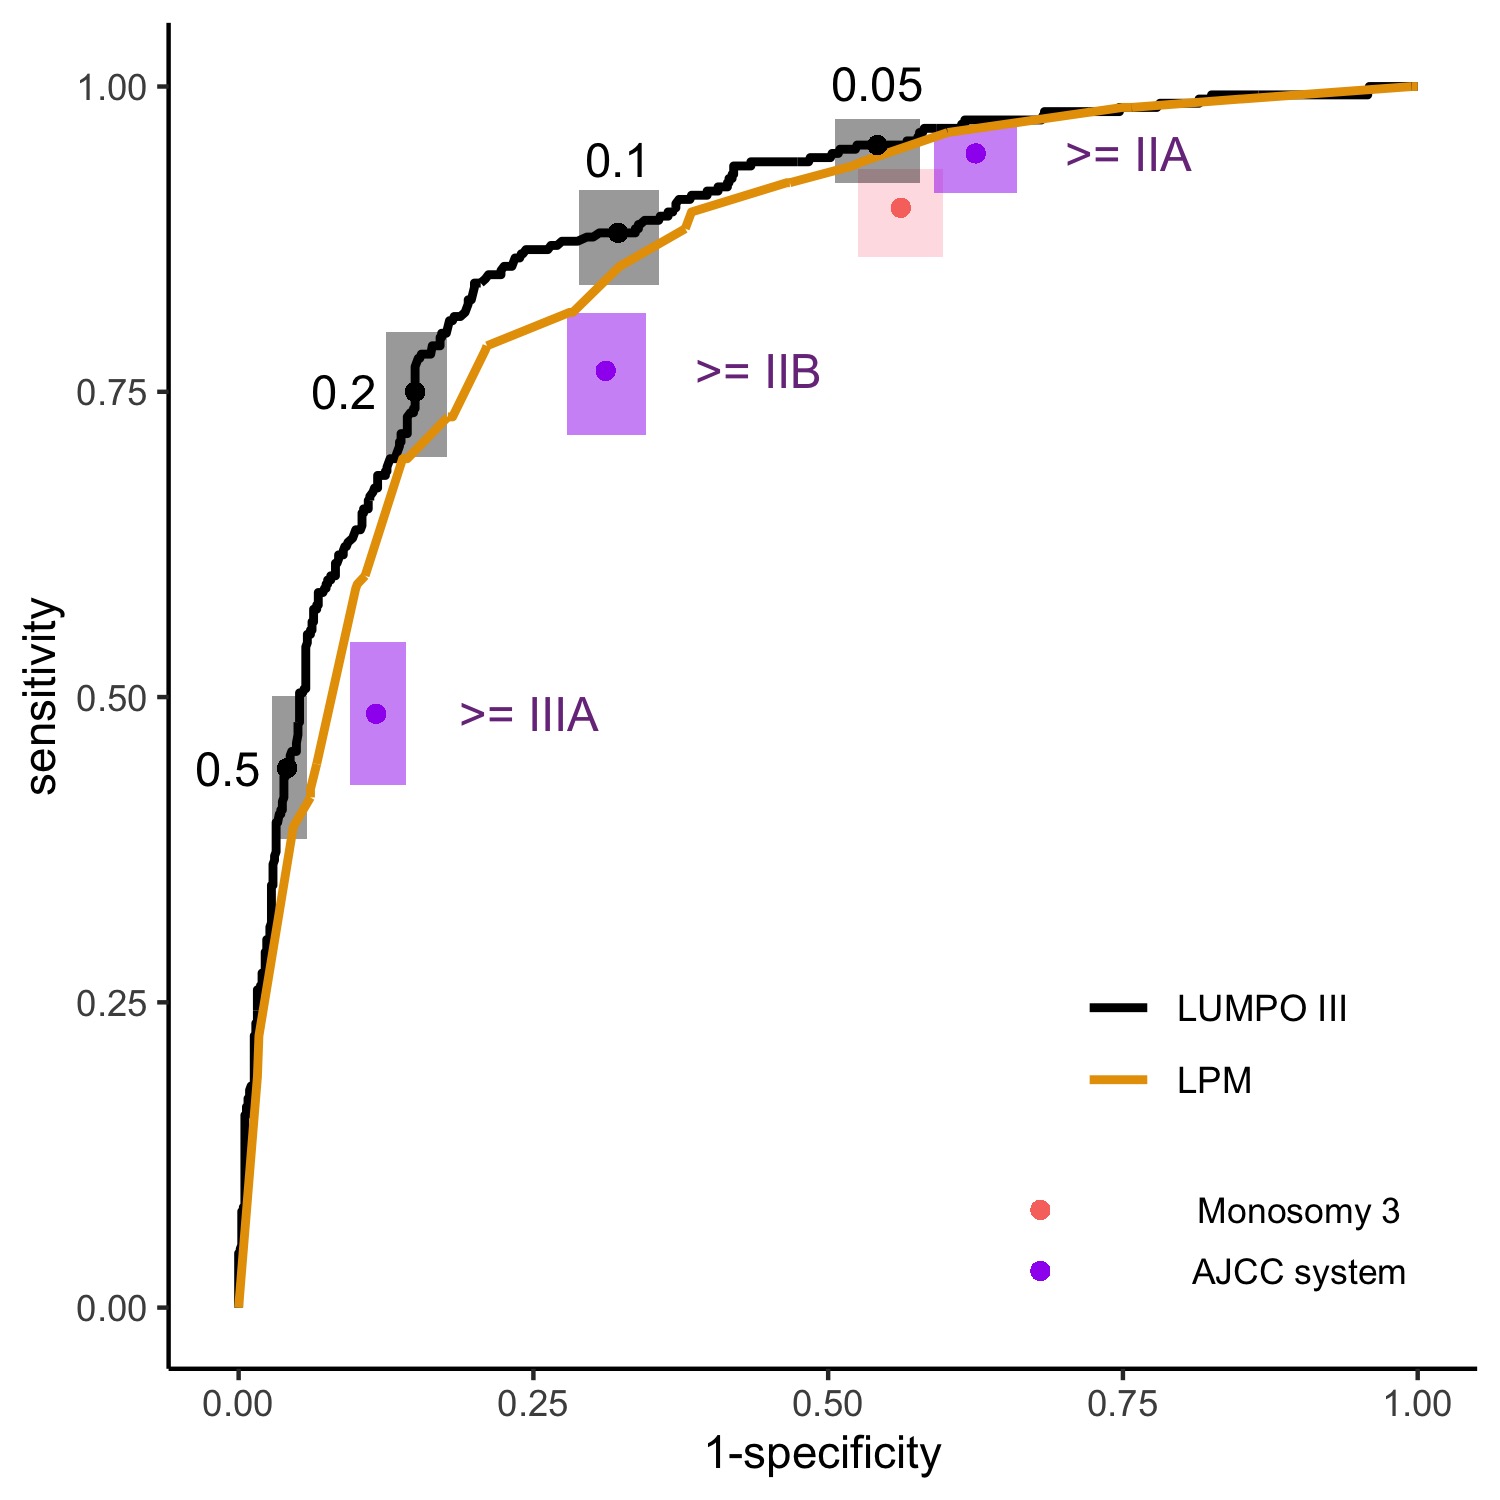 1.00
0.75
0.50
0.25
0.00
sensitivity
0.05
0.1
0.2
0.5
>= IIA
>= IIB
>= IIIA
LUMPO III
LPM
Monosomy 3
AJCC system
0.00 0.25 0.50 0.75 1.00
1-specificity